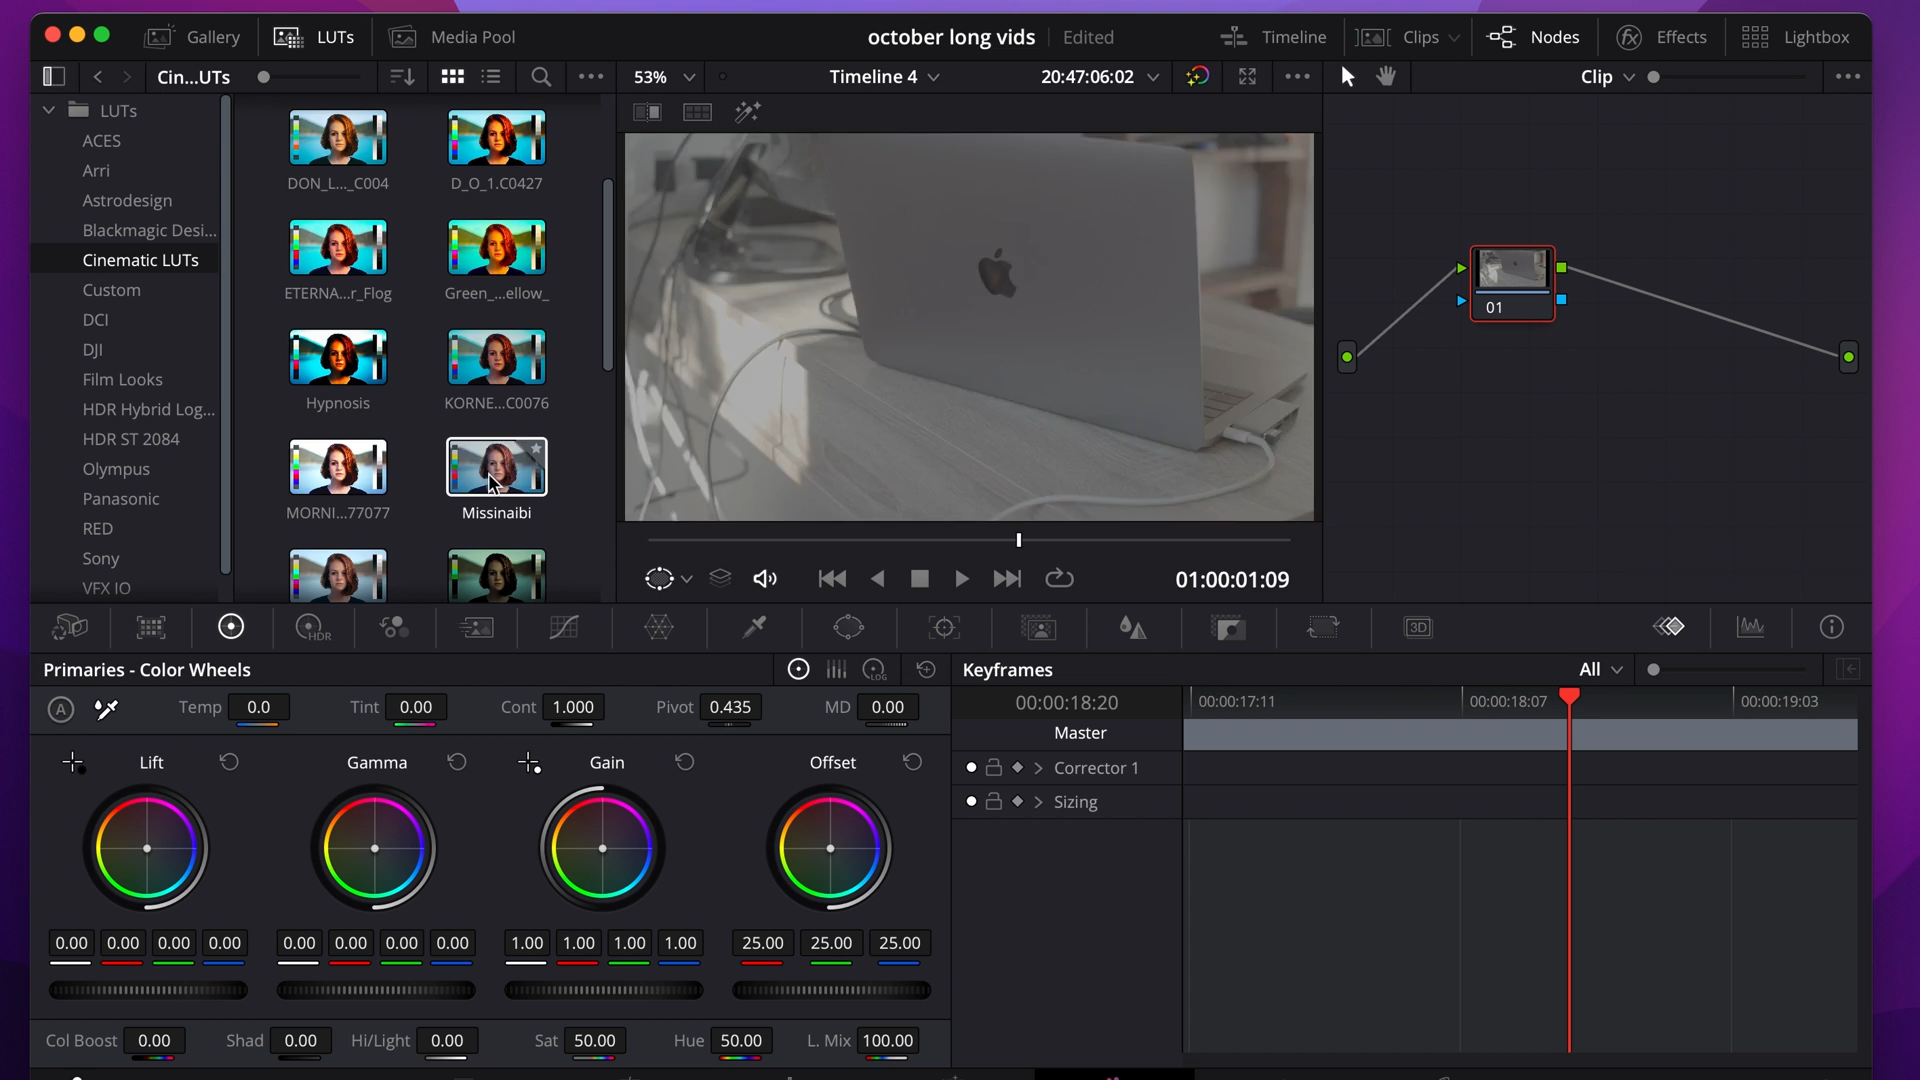 Gallery
LUTs
Media Pool
october long vids
Edited
Timeline
Clips
Nodes
fx Effects
Lightbox
Cin...UTs
53%
Timeline 4
20:47:06:02
Clip
LUTs
ACES
Arri
Astrodesign
Blackmagic Desi...
Cinematic LUTs
Custom
DCI
DJI
Film Looks
HDR Hybrid Log...
HDR ST 2084
Olympus
Panasonic
RED
Sony
VFX IO
DON_L..._C004
D_O_1.C0427
ETERNA...r_Flog
Green_...ellow_
Hypnosis
KORNE...C0076
MORNI...77077
Missinaibi
01
01:00:01:09
HDR
3D
Primaries - Color Wheels
LOG
A
Temp 0.0
Tint 0.00
Cont 1.000
Pivot 0.435
MD 0.00
Lift
Gamma
Gain
Offset
0.00 0.00 0.00 0.00
0.00 0.00 0.00 0.00
1.00 1.00 1.00 1.00
25.00 25.00 25.00
Col Boost 0.00
Shad 0.00
Hi/Light 0.00
Sat 50.00
Hue 50.00
L. Mix 100.00
Keyframes
All
00:00:18:20
00:00:17:11
00:00:18:07
00:00:19:03
Master
Corrector 1
Sizing